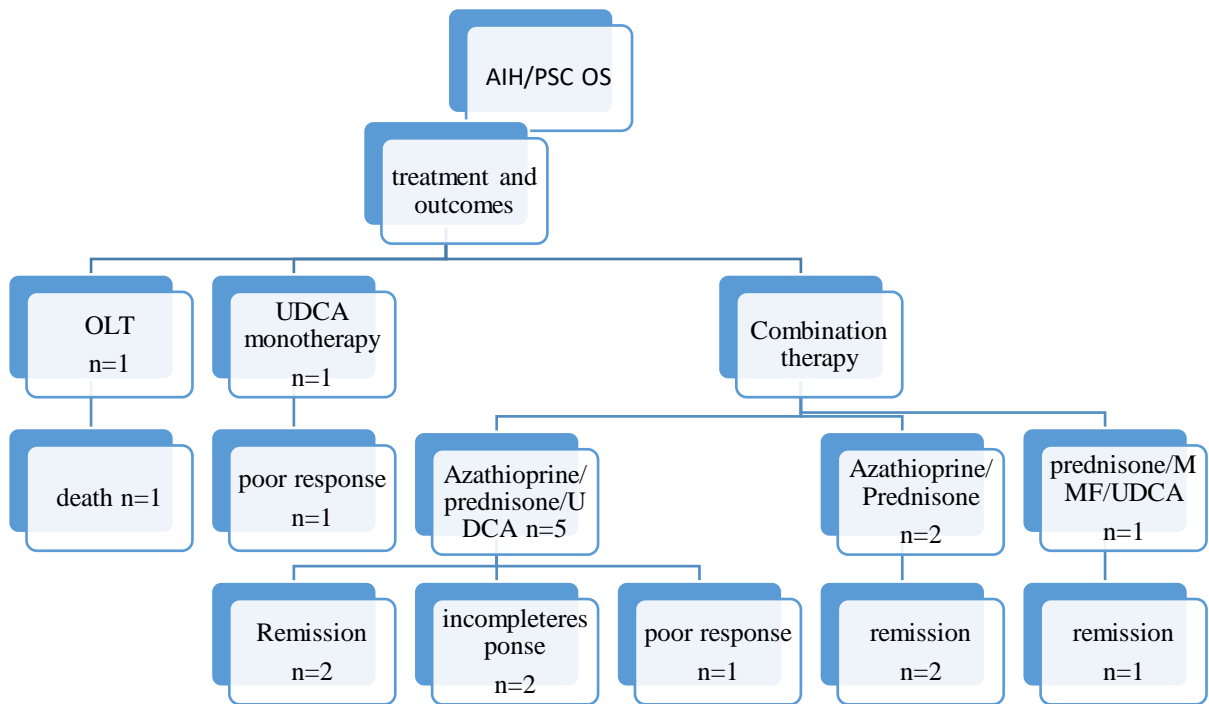 AIH/PSC OS
treatment and
outcomes
OLT
n=1
UDCA
monotherapy
n=1
Combination
therapy
death n=1
poor response
n=1
Azathioprine/
prednisone/U
DCA n=5
Azathioprine/
Prednisone
n=2
prednisone/M
MF/UDCA
n=1
Remission
n=2
incompleteres
ponse
n=2
poor response
n=1
remission
n=2
remission
n=1